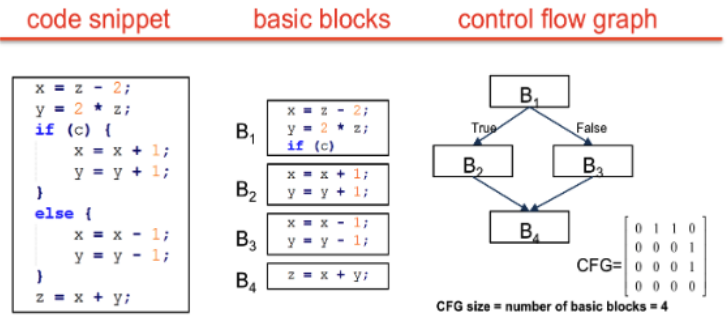 code snippet
basic blocks
control flow graph
x = z - 2;
y = 2 * z;
if (c) {
x = x + 1;
y = y + 1;
}
else {
x = x - 1;
y = y - 1;
}
z = x + y;
B1
x = z - 2;
y = 2 * z;
if (c)
B2
x = x + 1;
y = y + 1;
B3
x = x - 1;
y = y - 1;
B4
z = x + y;
B1
True
False
B2
B3
B4
CFG=
0 1 1 0
0 0 0 1
0 0 0 1
0 0 0 0
CFG size = number of basic blocks = 4